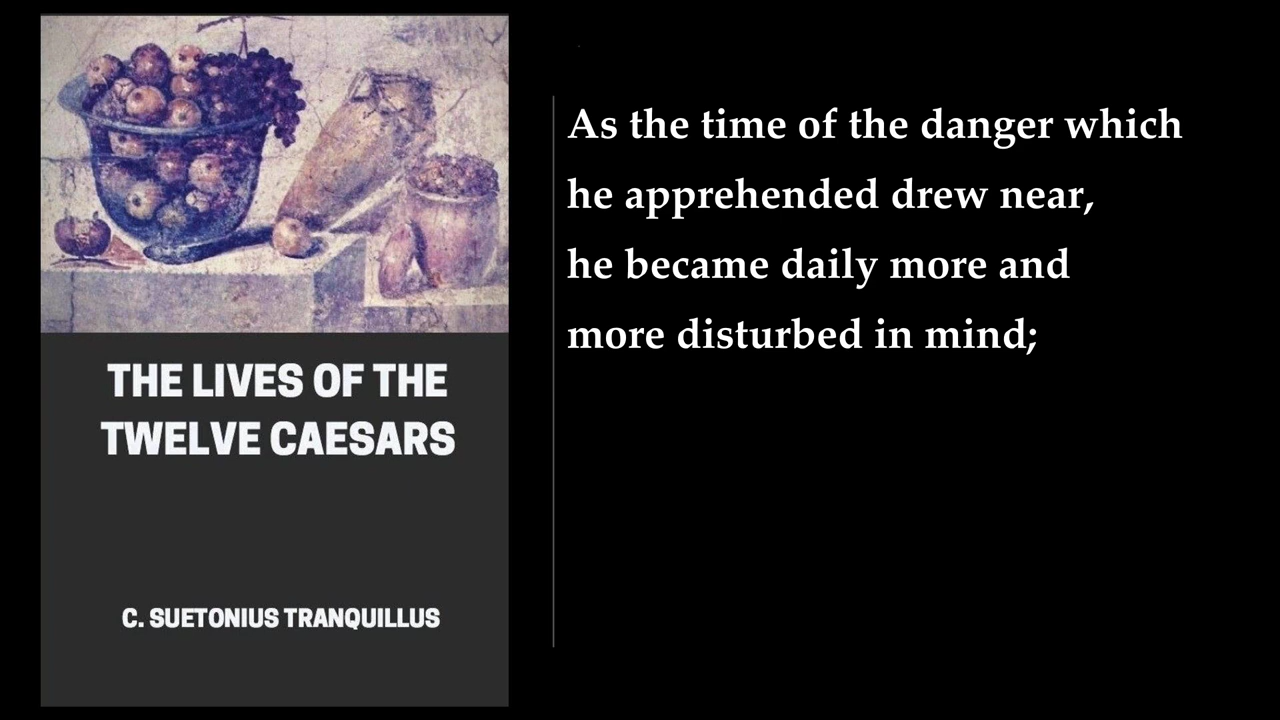 THE LIVES OF THE
TWELVE CAESARS
C. SUETONIUS TRANQUILLUS
As the time of the danger which
he apprehended drew near,
he became daily more and
more disturbed in mind;